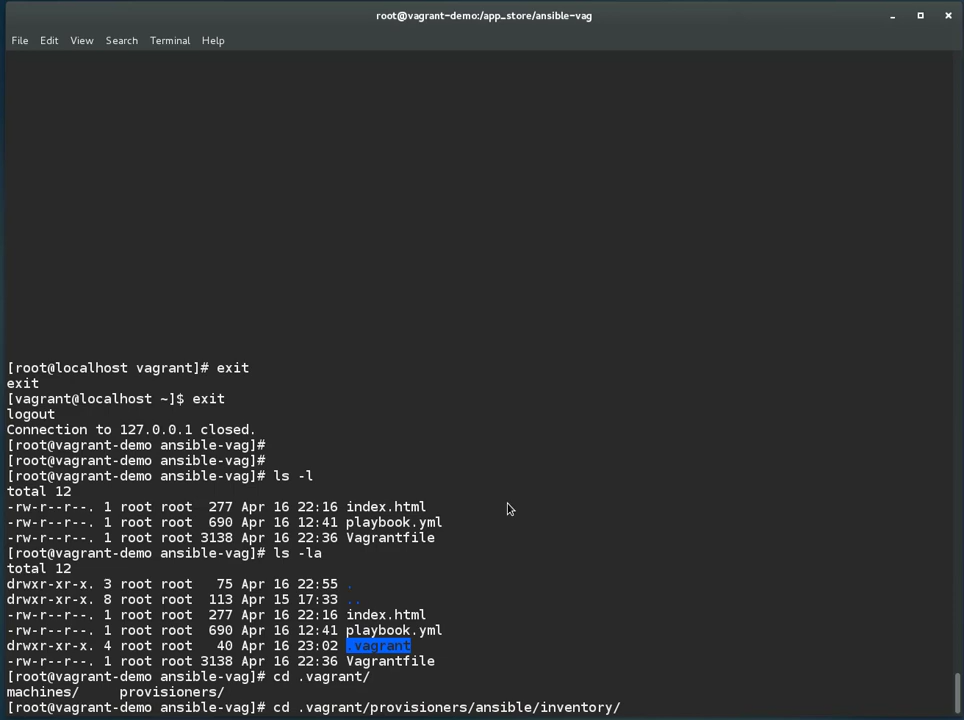 root@vagrant-demo:/app_store/ansible-vag
File Edit View Search Terminal Help
[root@localhost vagrant]# exit
exit
[vagrant@localhost ~]$ exit
logout
Connection to 127.0.0.1 closed.
[root@vagrant-demo ansible-vag]#
[root@vagrant-demo ansible-vag]#
[root@vagrant-demo ansible-vag]# ls -l
total 12
-rw-r--r--. 1 root root  277 Apr 16 22:16 index.html
-rw-r--r--. 1 root root  690 Apr 16 12:41 playbook.yml
-rw-r--r--. 1 root root 3138 Apr 16 22:36 Vagrantfile
[root@vagrant-demo ansible-vag]# ls -la
total 12
drwxr-xr-x. 3 root root   75 Apr 16 22:55 .
drwxr-xr-x. 8 root root  113 Apr 15 17:33 ..
-rw-r--r--. 1 root root  277 Apr 16 22:16 index.html
-rw-r--r--. 1 root root  690 Apr 16 12:41 playbook.yml
drwxr-xr-x. 4 root root   40 Apr 16 23:02 .vagrant
-rw-r--r--. 1 root root 3138 Apr 16 22:36 Vagrantfile
[root@vagrant-demo ansible-vag]# cd .vagrant/
machines/     provisioners/
[root@vagrant-demo ansible-vag]# cd .vagrant/provisioners/ansible/inventory/